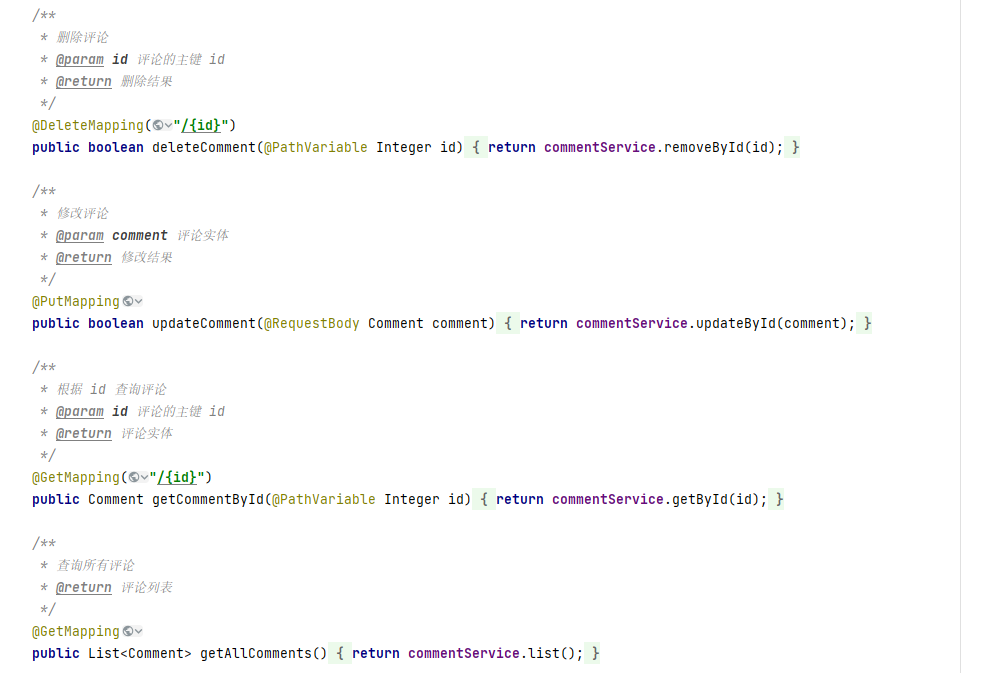 /**
 * 删除评论
 * @param id 评论的主键 id
 * @return 删除结果
 */
@DeleteMapping("/{id}")
public boolean deleteComment(@PathVariable Integer id) { return commentService.removeById(id); }
/**
 * 修改评论
 * @param comment 评论实体
 * @return 修改结果
 */
@PutMapping
public boolean updateComment(@RequestBody Comment comment) { return commentService.updateById(comment); }
/**
 * 根据 id 查询评论
 * @param id 评论的主键 id
 * @return 评论实体
 */
@GetMapping("/{id}")
public Comment getCommentById(@PathVariable Integer id) { return commentService.getById(id); }
/**
 * 查询所有评论
 * @return 评论列表
 */
@GetMapping
public List<Comment> getAllComments() { return commentService.list(); }